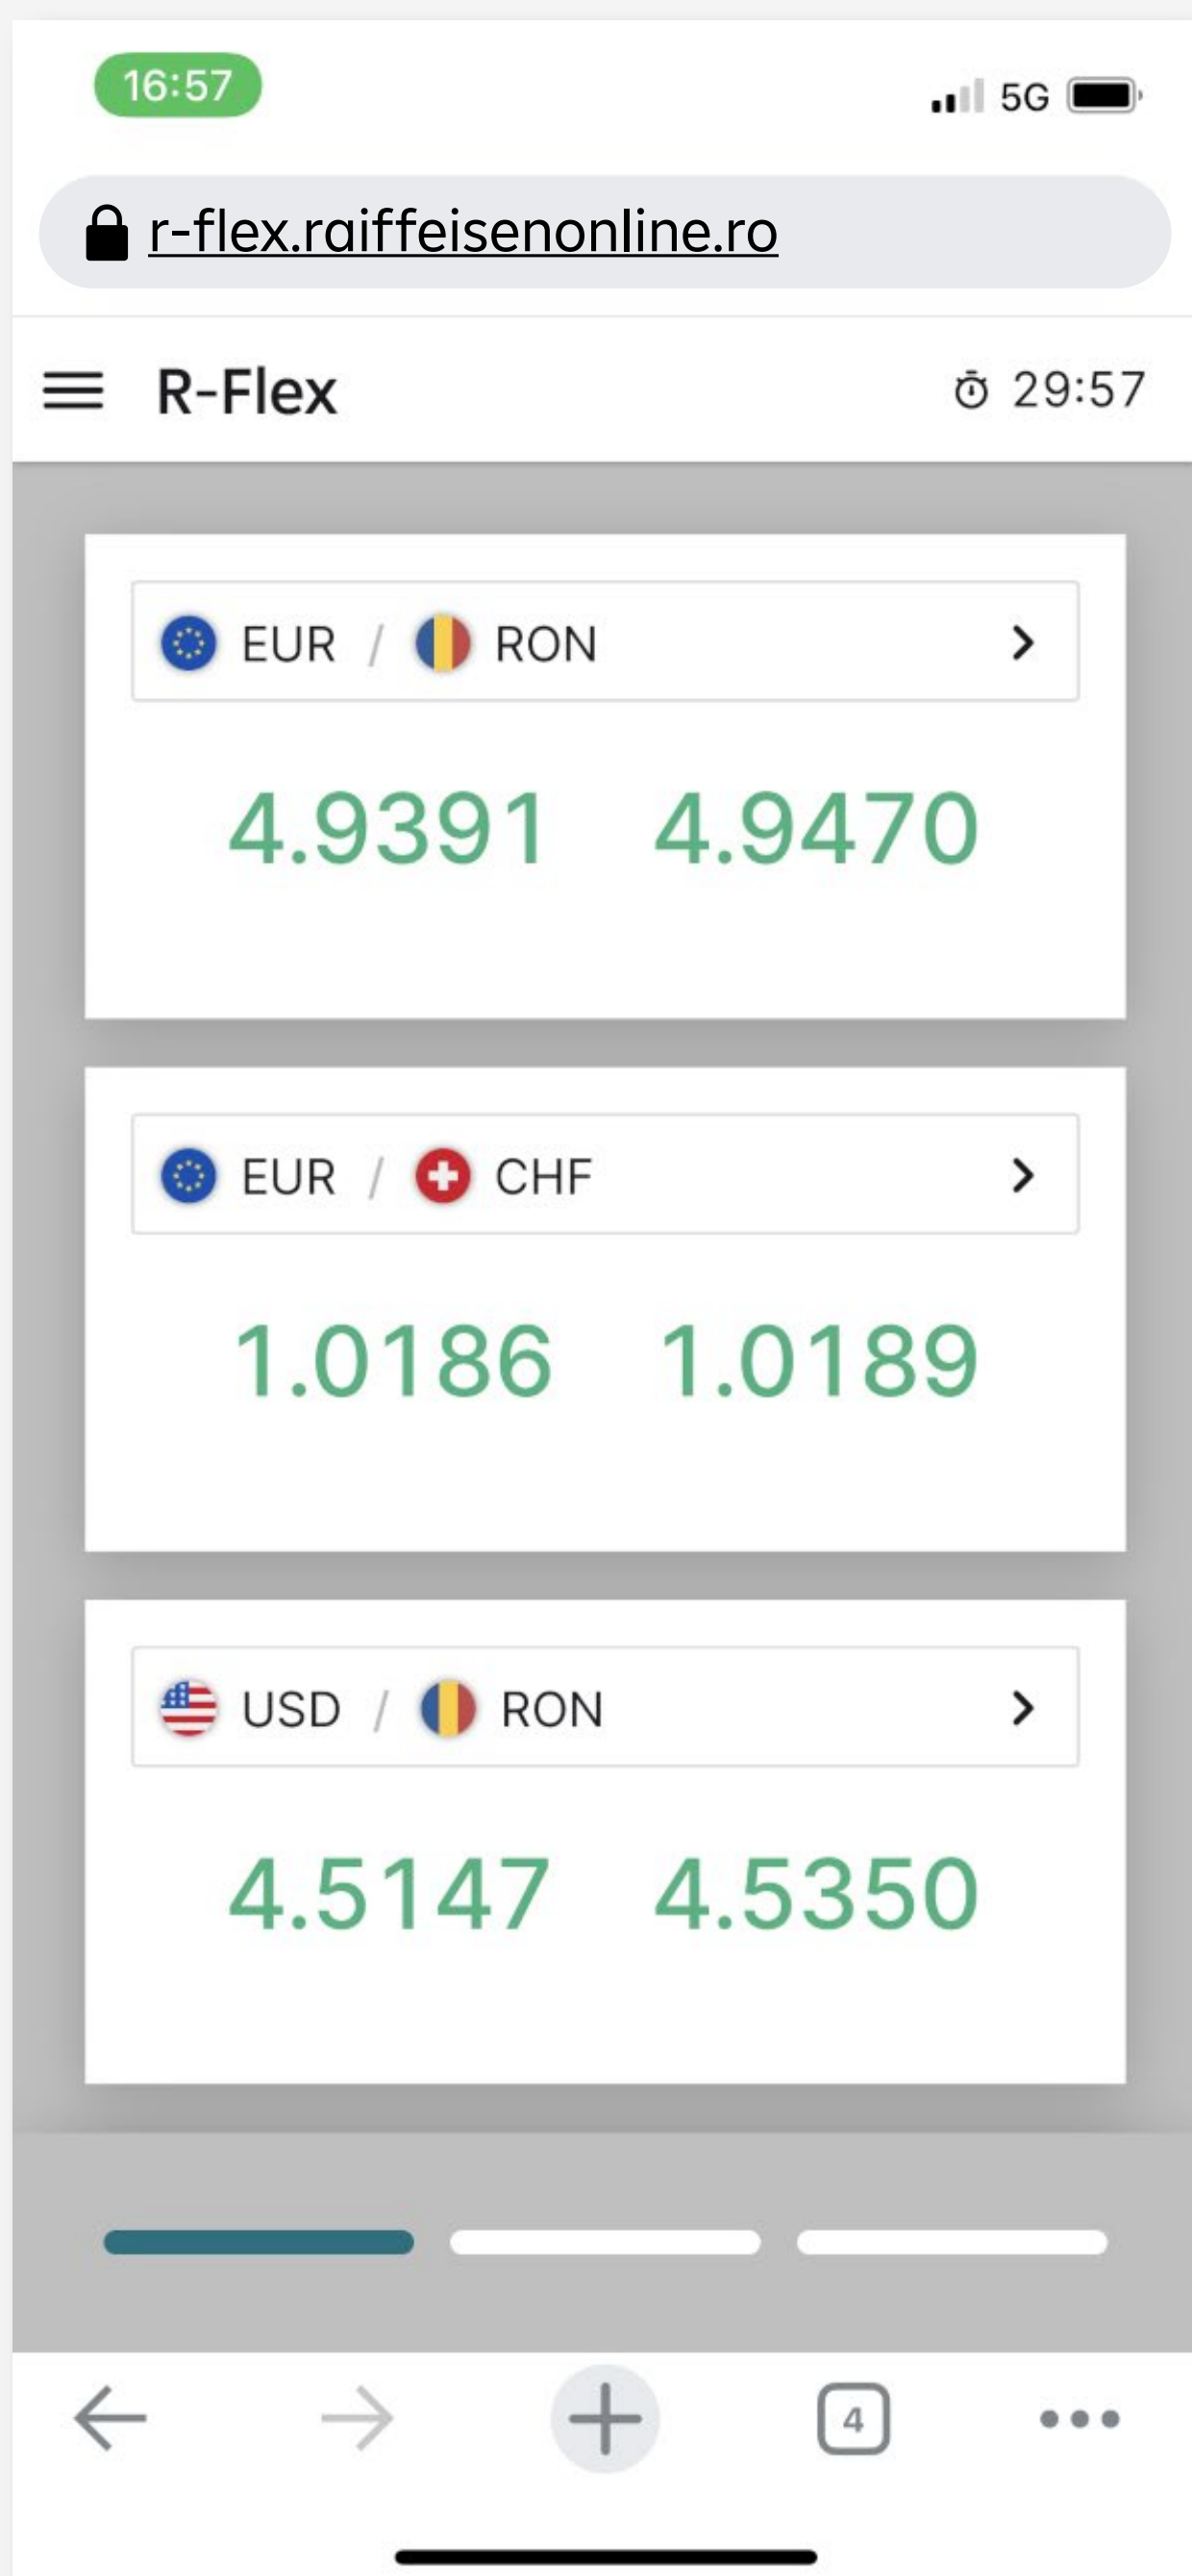 16:57 5G
r-flex.raiffeisenonline.ro
R-Flex 29:57
EUR / RON
4.9391 4.9470
EUR / CHF
1.0186 1.0189
USD / RON
4.5147 4.5350
4